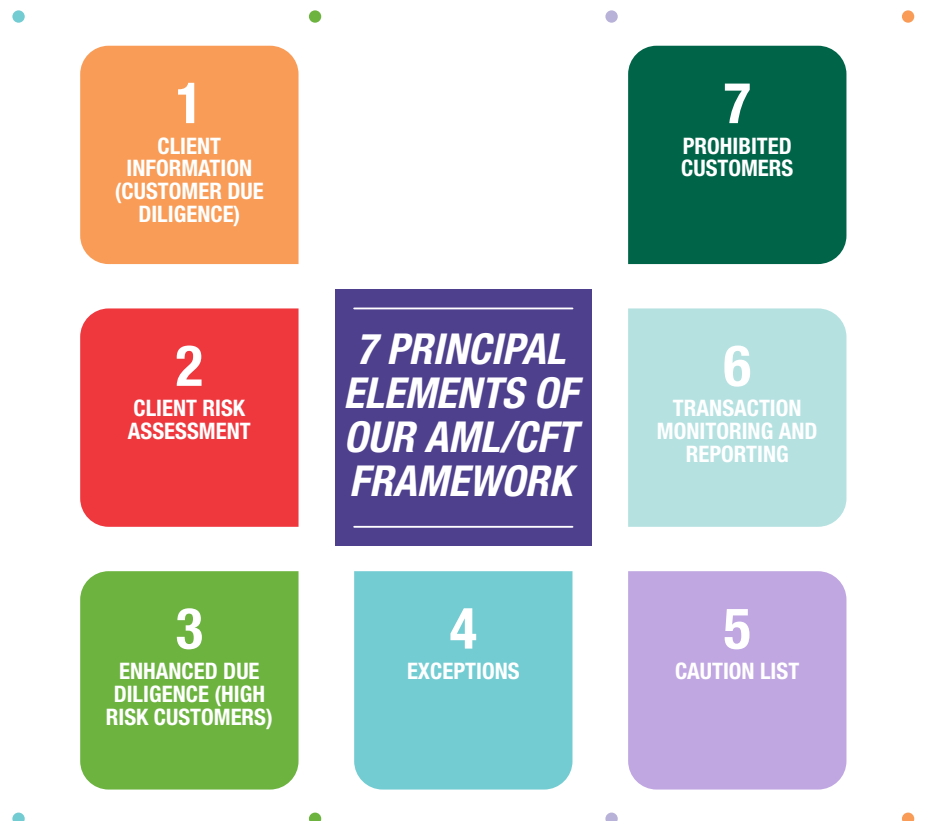 1
CLIENT
INFORMATION
(CUSTOMER DUE
DILIGENCE)
2
CLIENT RISK
ASSESSMENT
3
ENHANCED DUE
DILIGENCE (HIGH
RISK CUSTOMERS)
7 PRINCIPAL
ELEMENTS OF
OUR AML/CFT
FRAMEWORK
4
EXCEPTIONS
5
CAUTION LIST
6
TRANSACTION
MONITORING AND
REPORTING
7
PROHIBITED
CUSTOMERS